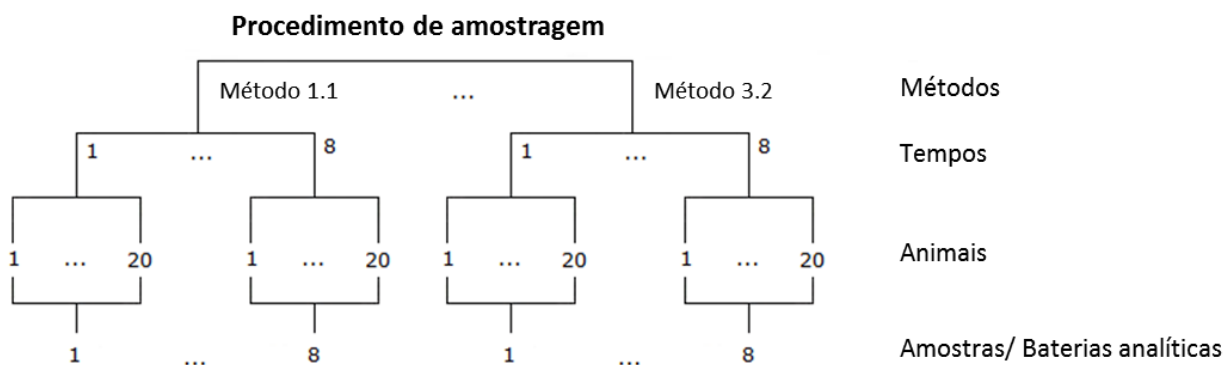 Procedimento de amostragem
Método 1.1 ... Método 3.2 Métodos
1 ... 8 1 ... 8 Tempos
1 ... 20 1 ... 20 1 ... 20 1 ... 20 Animais
1 ... 8 1 ... 8 Amostras/ Baterias analíticas